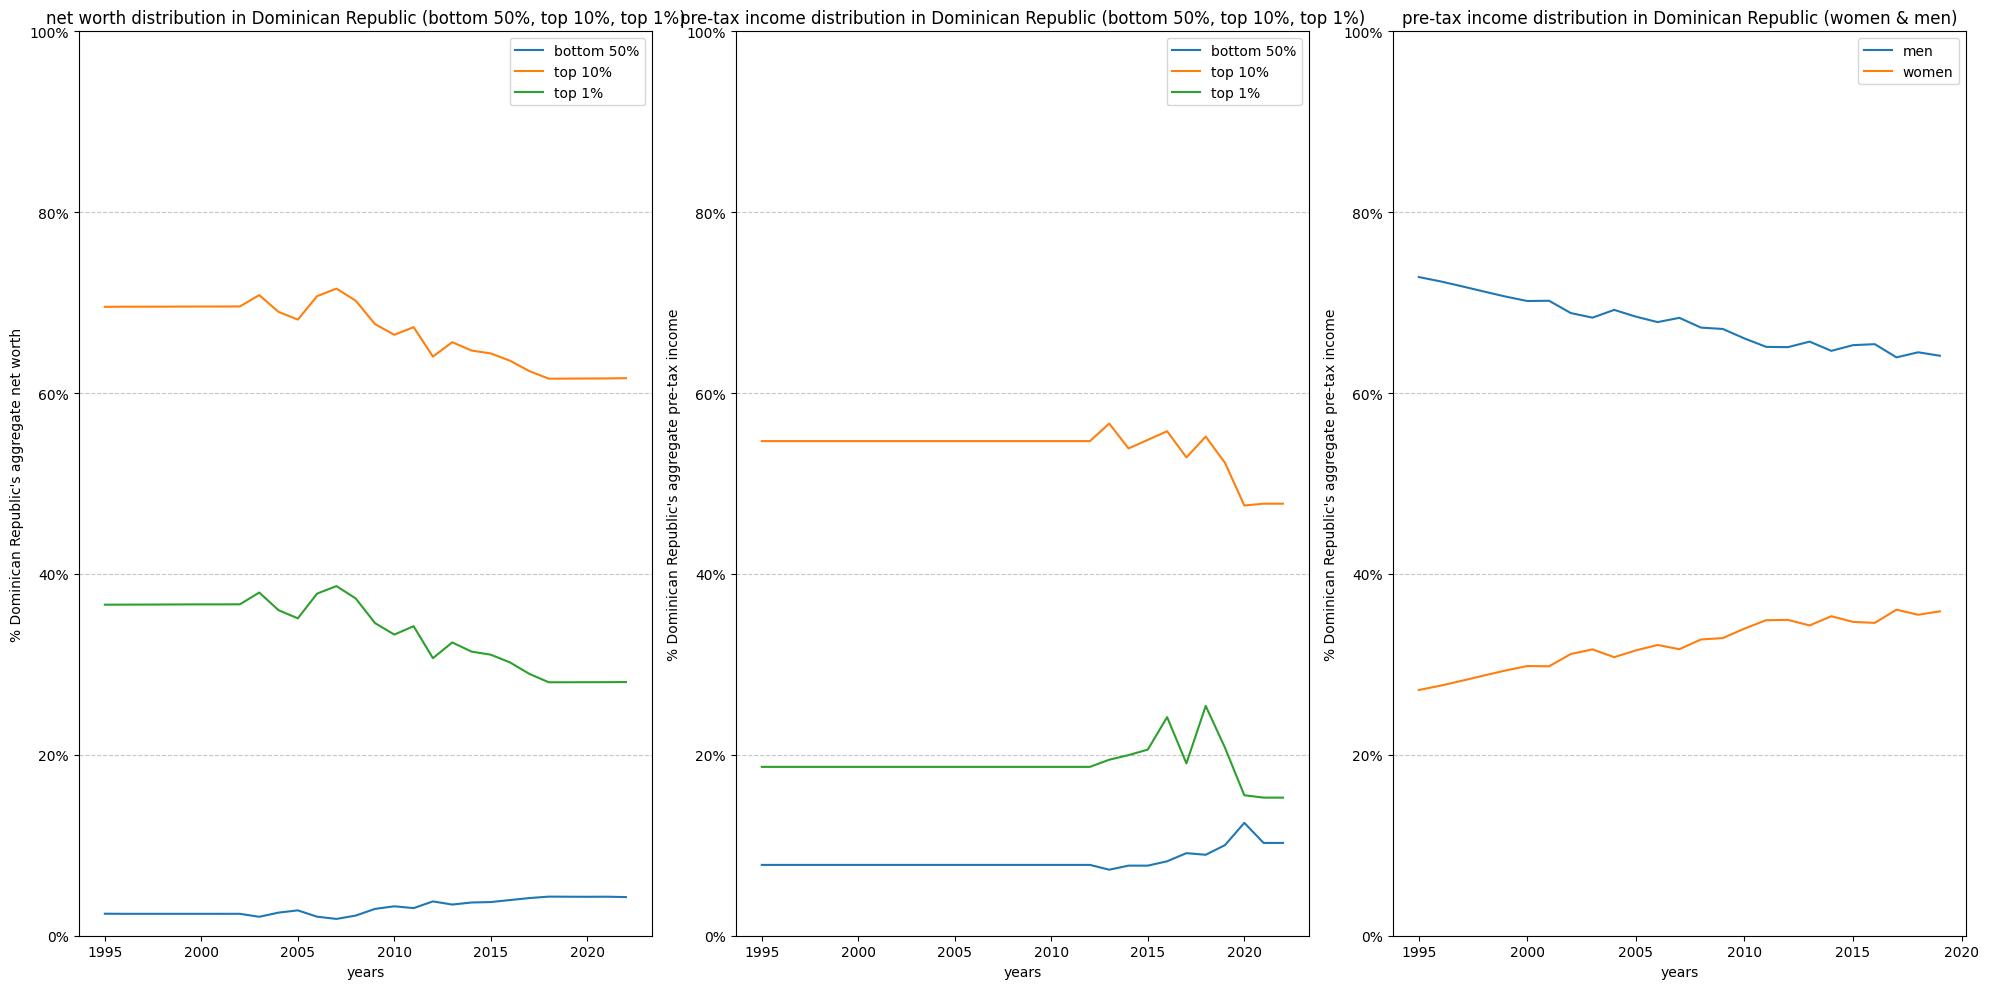 net worth distribution in Dominican Republic (bottom 50%, top 10%, top 1%)
% Dominican Republic's aggregate net worth
100%
80%
60%
40%
20%
0%
bottom 50%
top 10%
top 1%
1995
2000
2005
2010
2015
2020
years
pre-tax income distribution in Dominican Republic (bottom 50%, top 10%, top 1%)
% Dominican Republic's aggregate pre-tax income
100%
80%
60%
40%
20%
0%
bottom 50%
top 10%
top 1%
1995
2000
2005
2010
2015
2020
years
pre-tax income distribution in Dominican Republic (women & men)
% Dominican Republic's aggregate pre-tax income
100%
80%
60%
40%
20%
0%
men
women
1995
2000
2005
2010
2015
2020
years